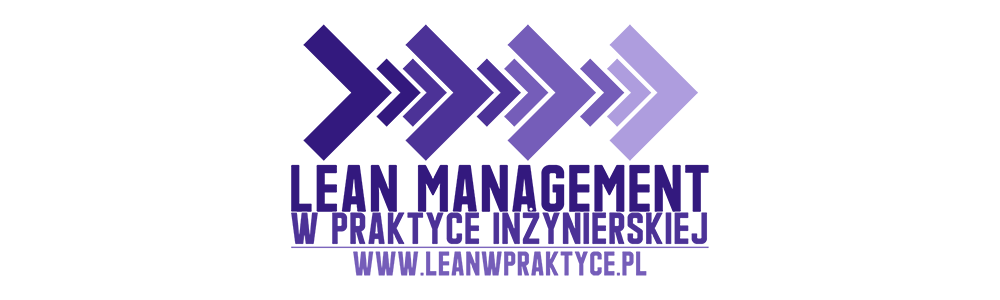 LEAN MANAGEMENT
W PRAKTYCE INŻYNIERSKIEJ
WWW.LEANWPRAKTYCE.PL